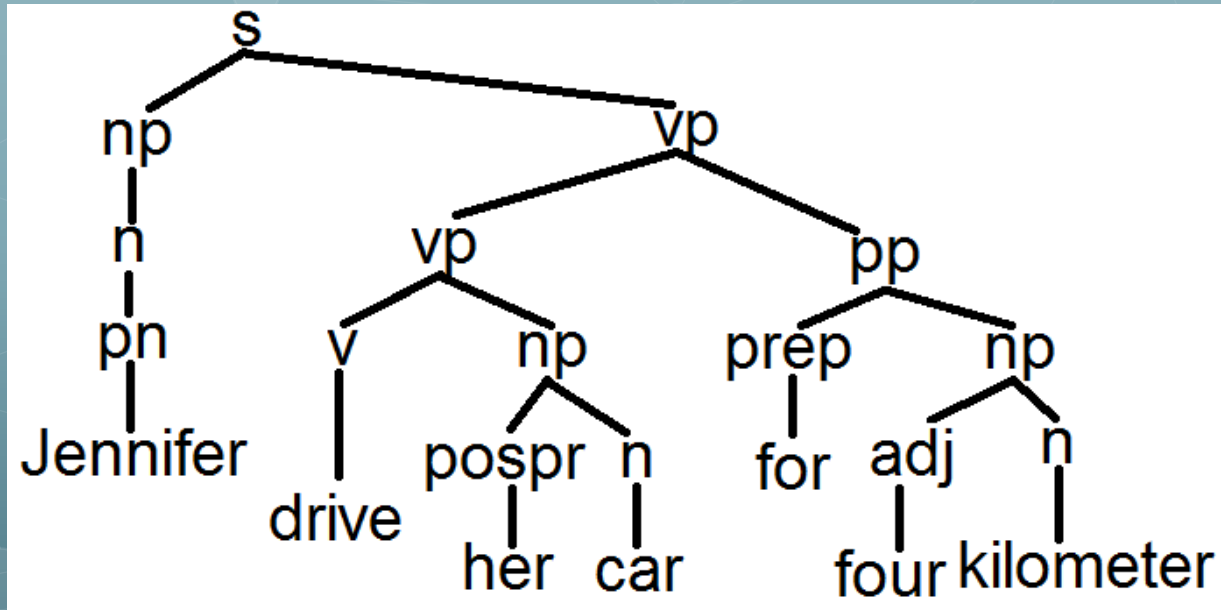 s
np vp
n vp pp
pn v np prep np
Jennifer pospr n for adj n
drive her car four kilometer